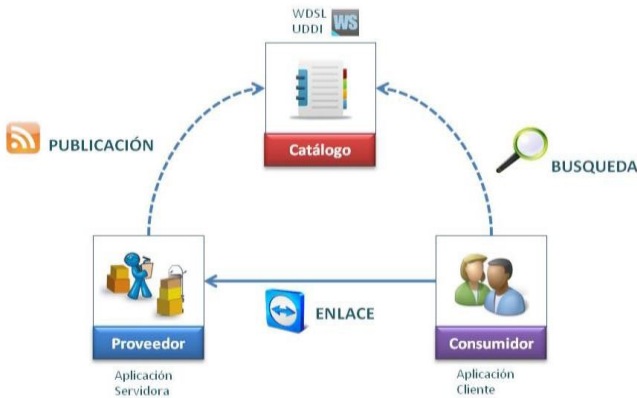 WDSL
UDDI
WS
PUBLICACIÓN
Catálogo
BUSQUEDA
ENLACE
Proveedor
Consumidor
Aplicación
Servidora
Aplicación
Cliente